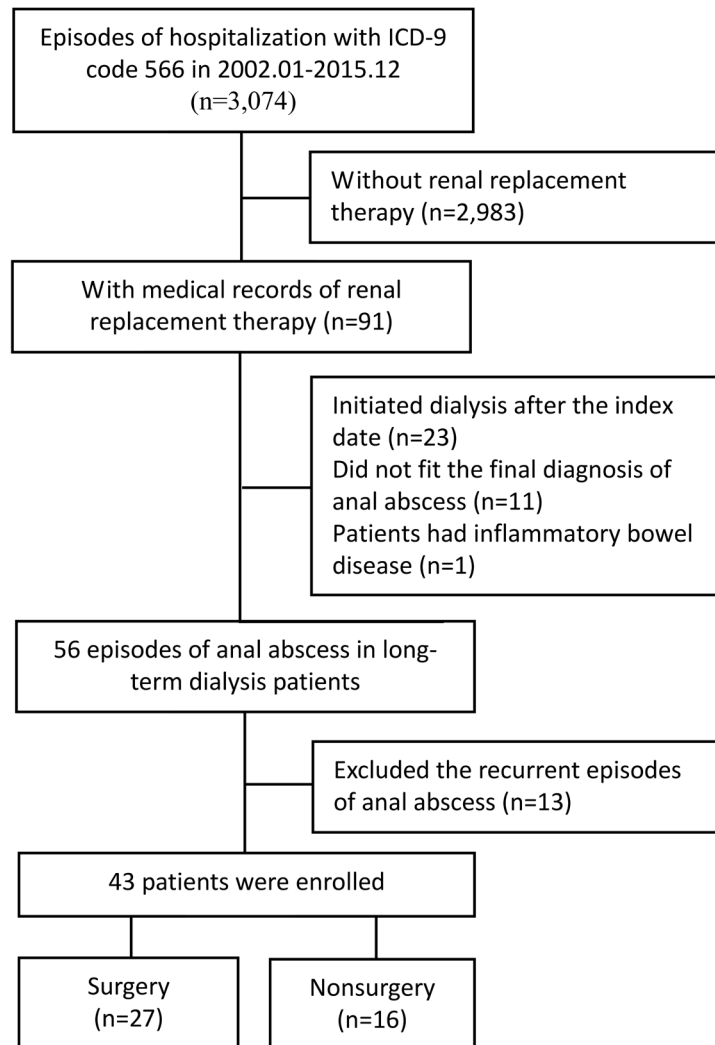 Episodes of hospitalization with ICD-9
code 566 in 2002.01-2015.12
(n=3,074)
Without renal replacement
therapy (n=2,983)
With medical records of renal
replacement therapy (n=91)
Initiated dialysis after the index
date (n=23)
Did not fit the final diagnosis of
anal abscess (n=11)
Patients had inflammatory bowel
disease (n=1)
56 episodes of anal abscess in long-
term dialysis patients
Excluded the recurrent episodes
of anal abscess (n=13)
43 patients were enrolled
Surgery
(n=27)
Nonsurgery
(n=16)